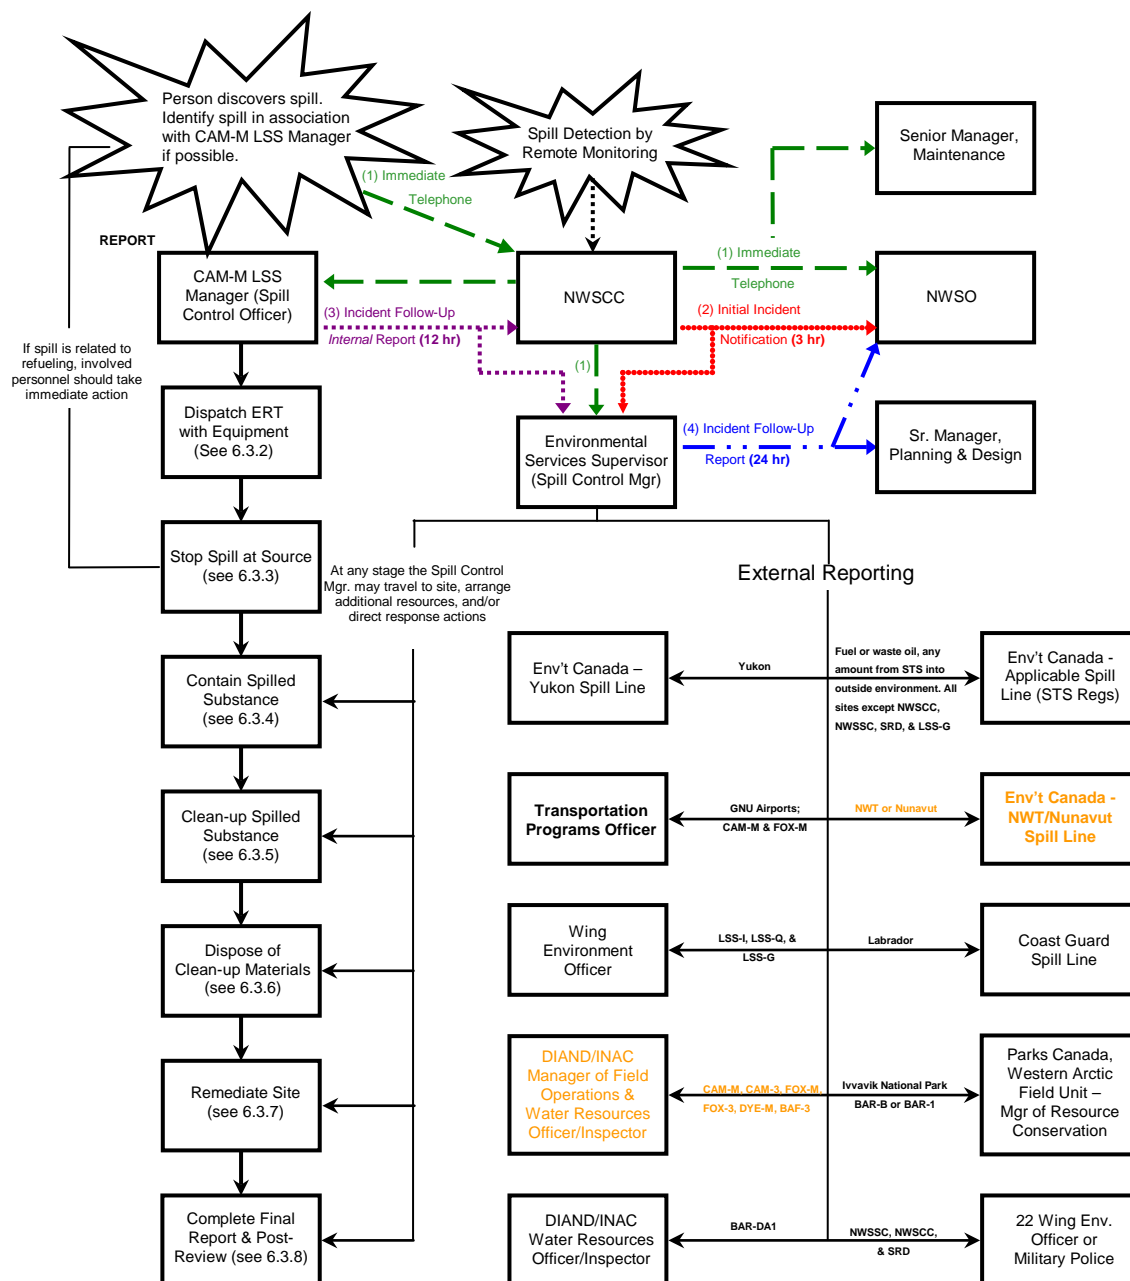 Person discovers spill.
Identify spill in association
with CAM-M LSS Manager
if possible.
Spill Detection by
Remote Monitoring
Senior Manager,
Maintenance
(1) Immediate
Telephone
REPORT
CAM-M LSS
Manager (Spill
Control Officer)
NWSCC
(1) Immediate
Telephone
NWSO
(3) Incident Follow-Up
Internal Report (12 hr)
(2) Initial Incident
Notification (3 hr)
(1)
If spill is related to
refueling, involved
personnel should take
immediate action
Dispatch ERT
with Equipment
(See 6.3.2)
Environmental
Services Supervisor
(Spill Control Mgr)
(4) Incident Follow-Up
Report (24 hr)
Sr. Manager,
Planning & Design
Stop Spill at Source
(see 6.3.3)
At any stage the Spill Control
Mgr. may travel to site, arrange
additional resources, and/or
direct response actions
External Reporting
Contain Spilled
Substance
(see 6.3.4)
Env't Canada –
Yukon Spill Line
Yukon
Fuel or waste oil, any
amount from STS into
outside environment. All
sites except NWSCC,
NWSSC, SRD, & LSS-G
Env't Canada -
Applicable Spill
Line (STS Regs)
Clean-up Spilled
Substance
(see 6.3.5)
Transportation
Programs Officer
GNU Airports;
CAM-M & FOX-M
NWT or Nunavut
Env't Canada -
NWT/Nunavut
Spill Line
Dispose of
Clean-up Materials
(see 6.3.6)
Wing
Environment
Officer
LSS-I, LSS-Q, &
LSS-G
Labrador
Coast Guard
Spill Line
Remediate Site
(see 6.3.7)
DIAND/INAC
Manager of Field
Operations &
Water Resources
Officer/Inspector
CAM-M, CAM-3, FOX-M,
FOX-3, DYE-M, BAF-3
Ivvavik National Park
BAR-B or BAR-1
Parks Canada,
Western Arctic
Field Unit –
Mgr of Resource
Conservation
Complete Final
Report & Post-
Review (see 6.3.8)
DIAND/INAC
Water Resources
Officer/Inspector
BAR-DA1
NWSSC, NWSCC,
& SRD
22 Wing Env.
Officer or
Military Police